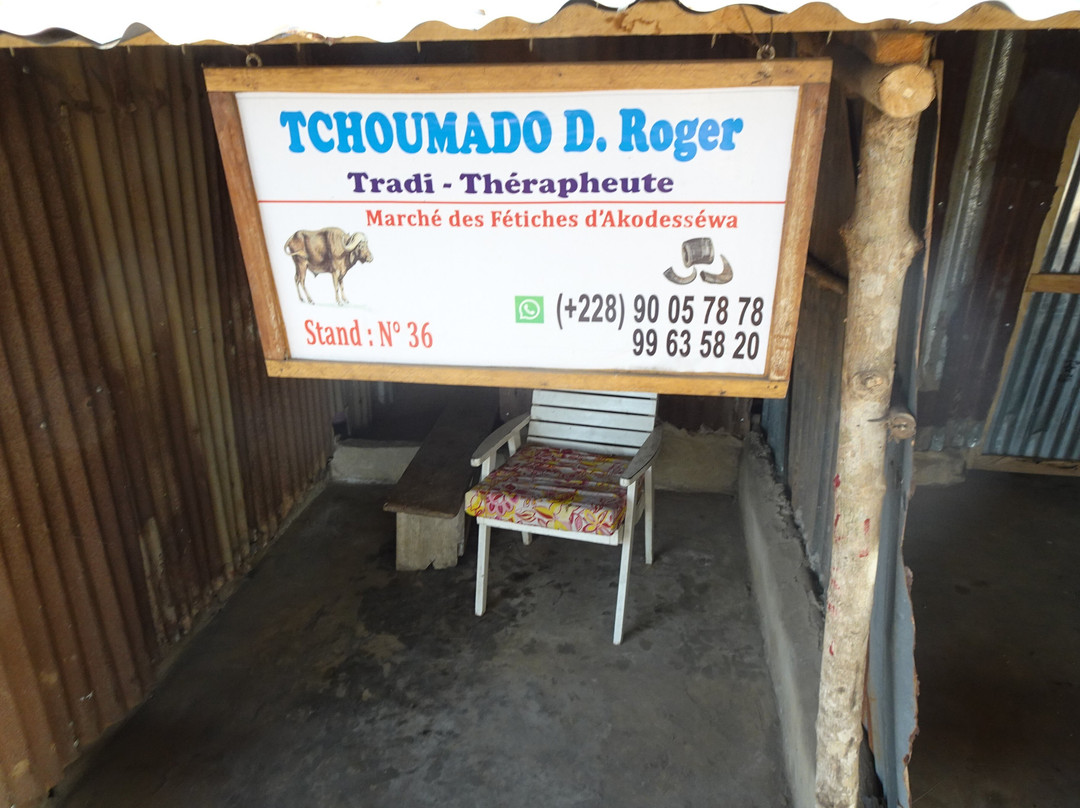 TCHOUMADO D. Roger
Tradi - Thérapheute
Marché des Fétiches d'Akodesséwa
(+228) 90 05 78 78
Stand : N° 36
99 63 58 20